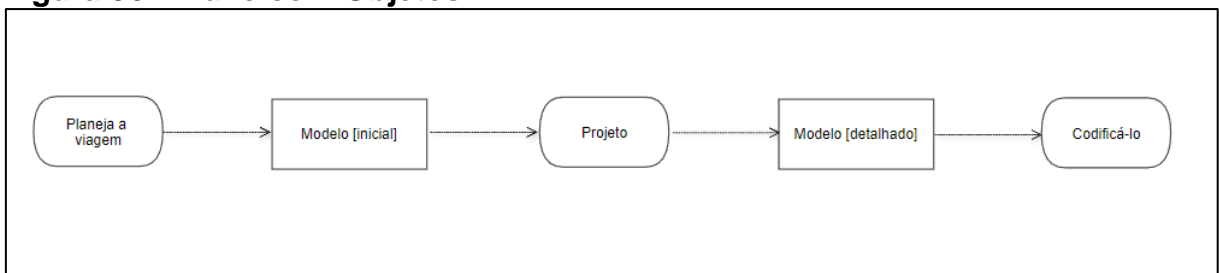 Planeja a
viagem
Modelo [inicial]
Projeto
Modelo [detalhado]
Codificá-lo